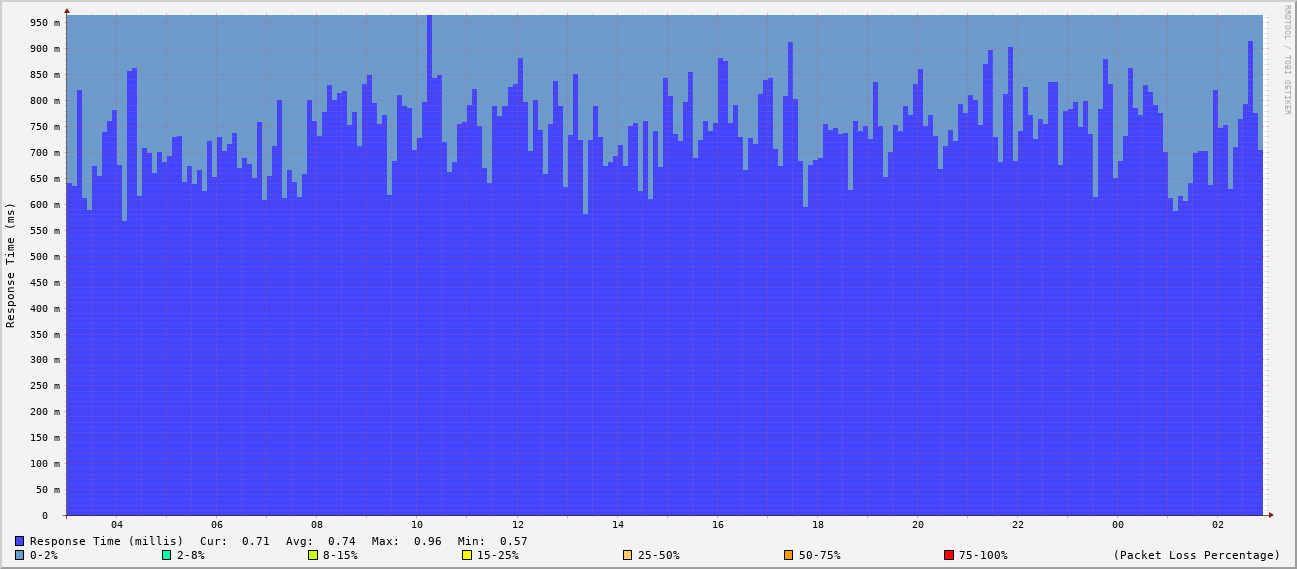 RRDTOOL / TOBI OETIKER
Response Time (ms)
950 m
900 m
850 m
800 m
750 m
700 m
650 m
600 m
550 m
500 m
450 m
400 m
350 m
300 m
250 m
200 m
150 m
100 m
50 m
0
04 06 08 10 12 14 16 18 20 22 00 02
Response Time (millis) Cur: 0.71 Avg: 0.74 Max: 0.96 Min: 0.57
0-2% 2-8% 8-15% 15-25% 25-50% 50-75% 75-100% (Packet Loss Percentage)